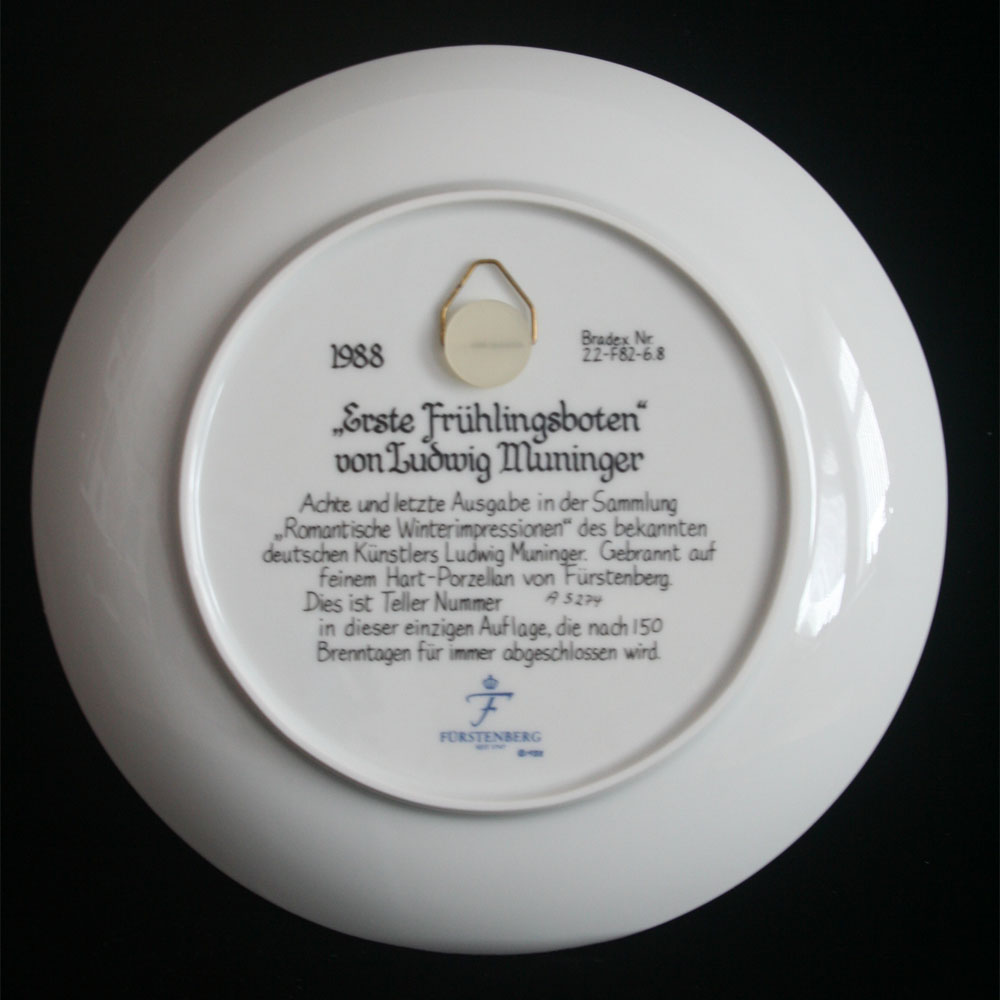 1988
Bradex Nr.
22-F82-6.8
„Erste Frühlingsboten“
von Ludwig Muninger
Achte und letzte Ausgabe in der Sammlung
„Romantische Winterimpressionen“ des bekannten
deutschen Künstlers Ludwig Muninger. Gebrannt auf
feinem Hart-Porzellan von Fürstenberg.
Dies ist Teller Nummer A 5274
in dieser einzigen Auflage, die nach 150
Brenntagen für immer abgeschlossen wird.
F
FÜRSTENBERG
SEIT 1747